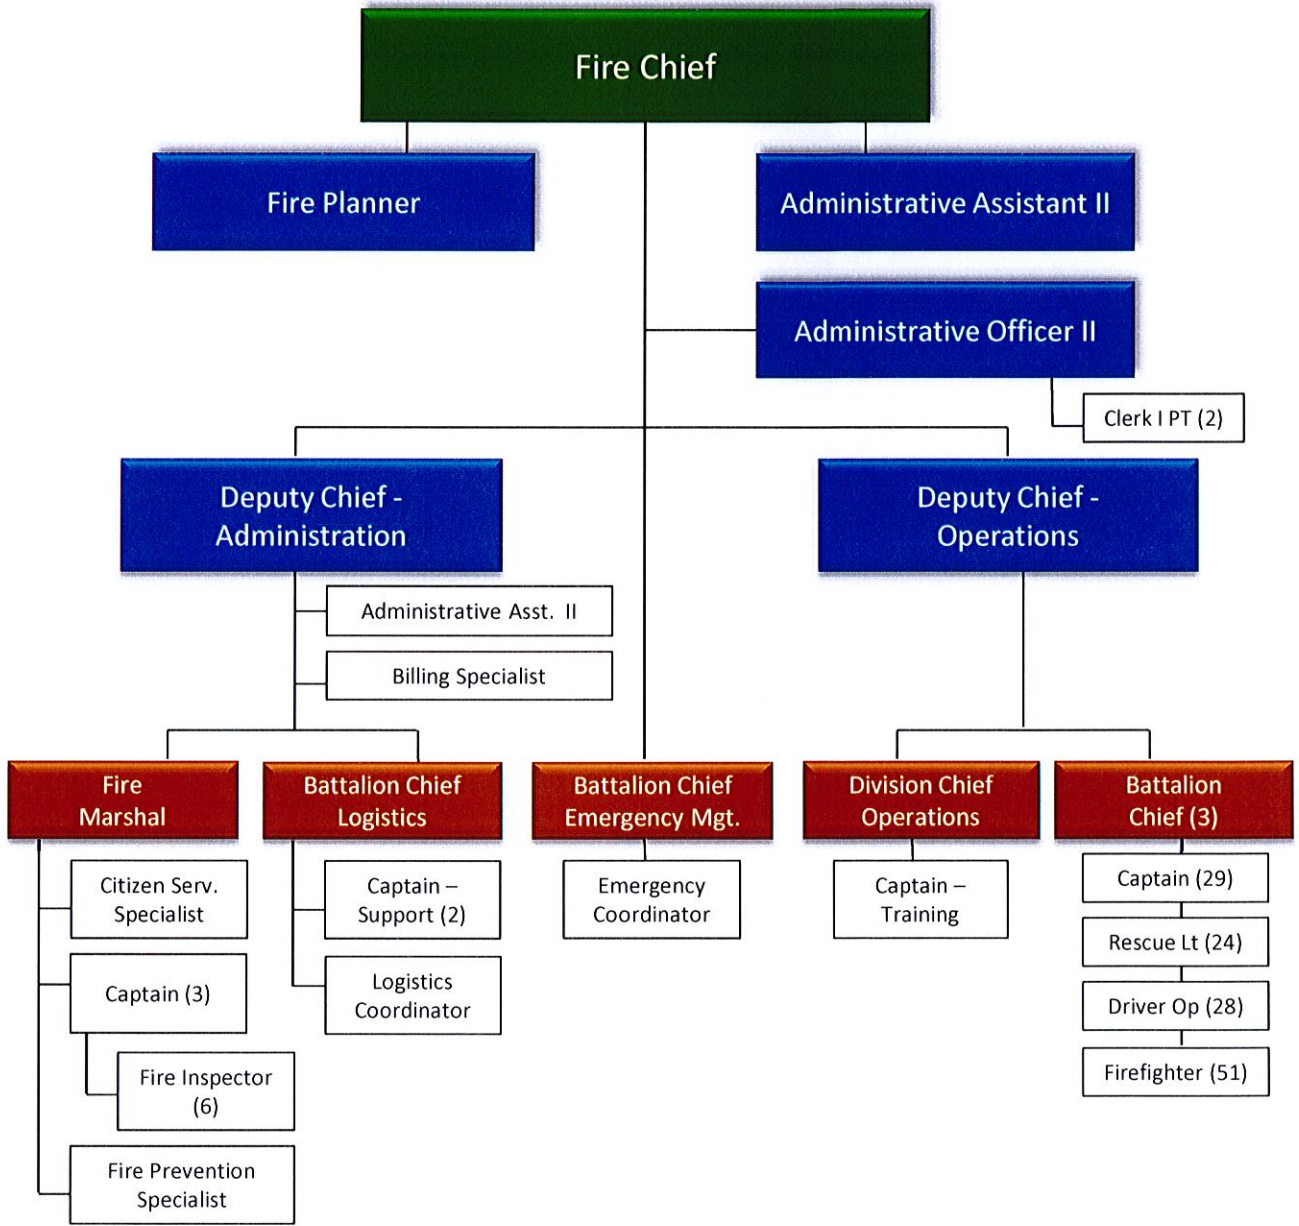 Fire Chief
Fire Planner
Administrative Assistant II
Administrative Officer II
Clerk I PT (2)
Deputy Chief -
Administration
Deputy Chief -
Operations
Administrative Asst. II
Billing Specialist
Fire
Marshal
Battalion Chief
Logistics
Battalion Chief
Emergency Mgt.
Division Chief
Operations
Battalion
Chief (3)
Citizen Serv.
Specialist
Captain (3)
Fire Inspector
(6)
Fire Prevention
Specialist
Captain –
Support (2)
Logistics
Coordinator
Emergency
Coordinator
Captain –
Training
Captain (29)
Rescue Lt (24)
Driver Op (28)
Firefighter (51)